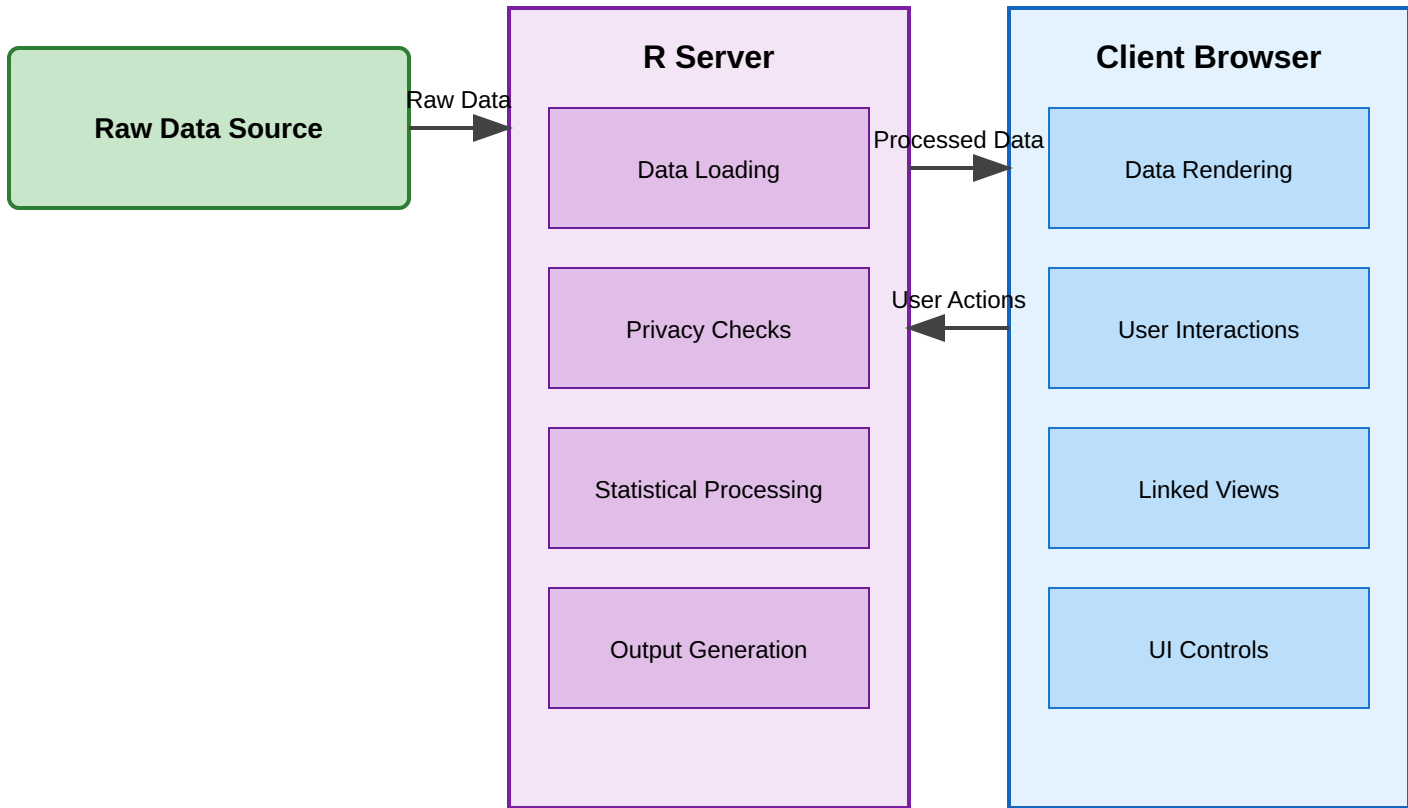 Raw Data Source
Raw Data
R Server
Data Loading
Privacy Checks
Statistical Processing
Output Generation
Processed Data
User Actions
Client Browser
Data Rendering
User Interactions
Linked Views
UI Controls